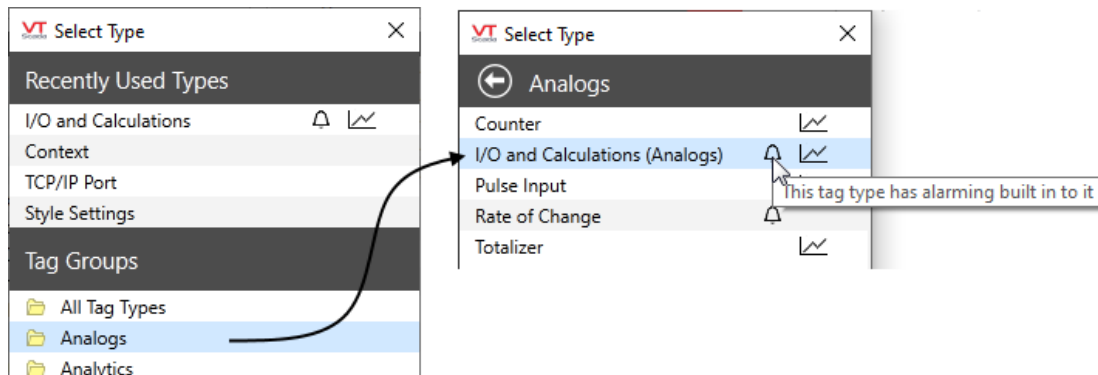 VT Scada Select Type
Recently Used Types
I/O and Calculations
Context
TCP/IP Port
Style Settings
Tag Groups
All Tag Types
Analogs
Analytics
VT Scada Select Type
Analogs
Counter
I/O and Calculations (Analogs)
This tag type has alarming built in to it
Pulse Input
Rate of Change
Totalizer